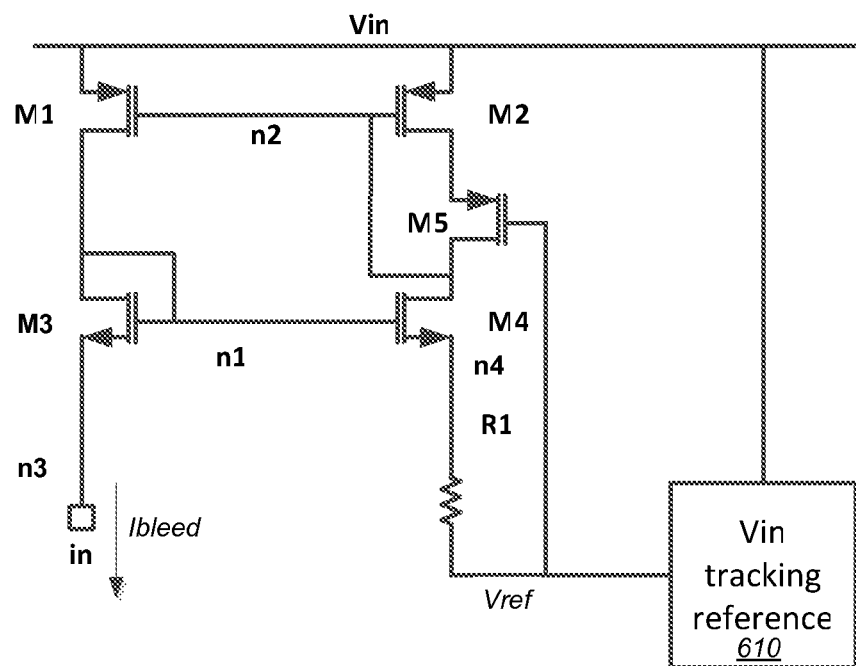 Vin
M1
n2
M2
M5
M3
n1
M4
n4
R1
n3
Ibleed
in
Vref
Vin
tracking
reference
610